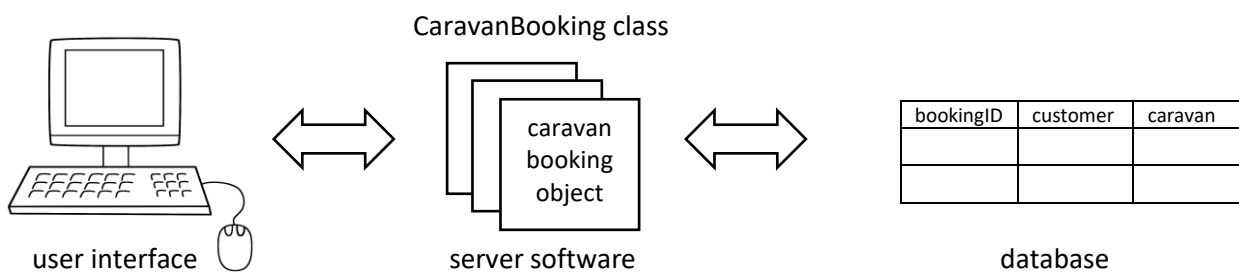 CaravanBooking class
caravan
booking
object
bookingID customer caravan
user interface
server software
database